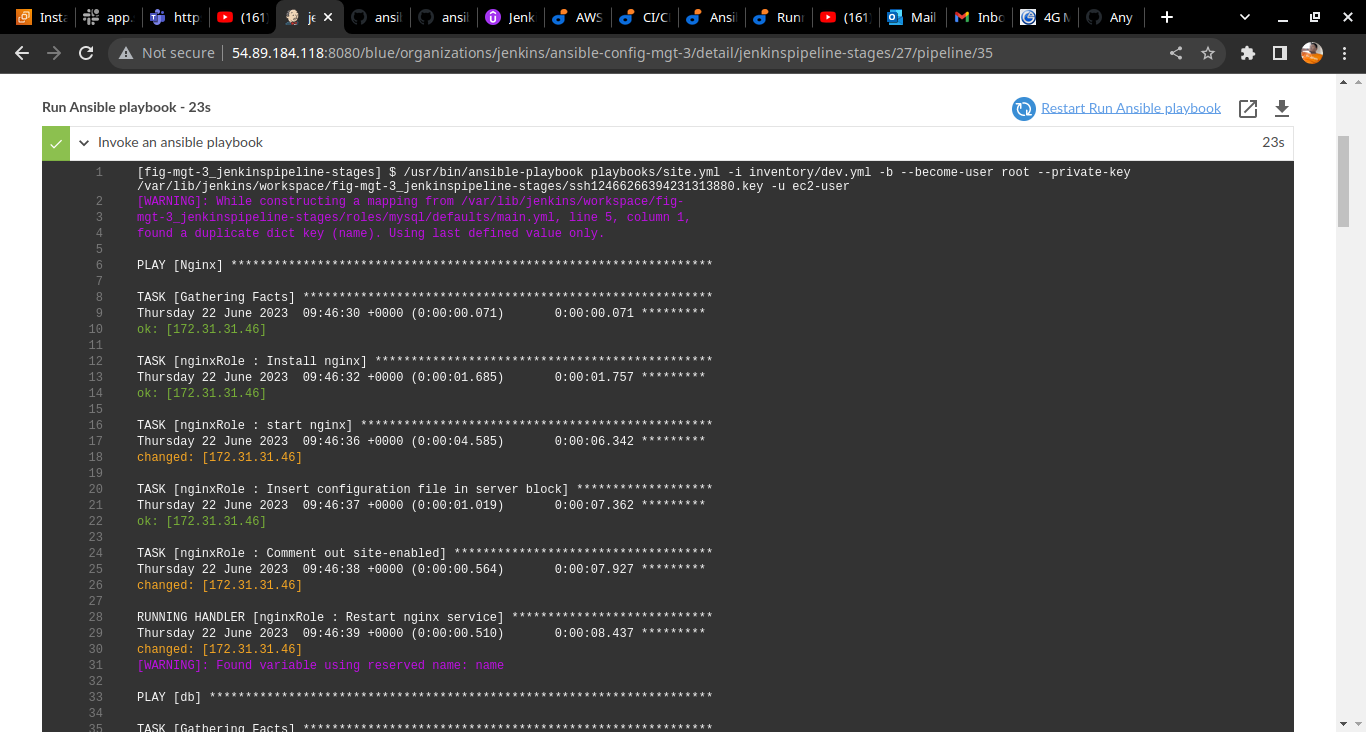 Insta
app.
http
(161)
je
ansil
ansil
Jenk
AWS
CI/CI
Ansi
Runr
(161)
Mail
Inbo
4G M
Any
Not secure
54.89.184.118:8080/blue/organizations/jenkins/ansible-config-mgt-3/detail/jenkinspipeline-stages/27/pipeline/35
Run Ansible playbook - 23s
Restart Run Ansible playbook
Invoke an ansible playbook
23s
1 [fig-mgt-3_jenkinspipeline-stages] $ /usr/bin/ansible-playbook playbooks/site.yml -i inventory/dev.yml -b --become-user root --private-key
/var/lib/jenkins/workspace/fig-mgt-3_jenkinspipeline-stages/ssh12466266394231313880.key -u ec2-user
2 [WARNING]: While constructing a mapping from /var/lib/jenkins/workspace/fig-
3 mgt-3_jenkinspipeline-stages/roles/mysql/defaults/main.yml, line 5, column 1,
4 found a duplicate dict key (name). Using last defined value only.
5
6 PLAY [Nginx] *******************************************************************
7
8 TASK [Gathering Facts] *********************************************************
9 Thursday 22 June 2023  09:46:30 +0000 (0:00:00.071)       0:00:00.071 *********
10 ok: [172.31.31.46]
11
12 TASK [nginxRole : Install nginx] ***********************************************
13 Thursday 22 June 2023  09:46:32 +0000 (0:00:01.685)       0:00:01.757 *********
14 ok: [172.31.31.46]
15
16 TASK [nginxRole : start nginx] *************************************************
17 Thursday 22 June 2023  09:46:36 +0000 (0:00:04.585)       0:00:06.342 *********
18 changed: [172.31.31.46]
19
20 TASK [nginxRole : Insert configuration file in server block] *******************
21 Thursday 22 June 2023  09:46:37 +0000 (0:00:01.019)       0:00:07.362 *********
22 ok: [172.31.31.46]
23
24 TASK [nginxRole : Comment out site-enabled] ************************************
25 Thursday 22 June 2023  09:46:38 +0000 (0:00:00.564)       0:00:07.927 *********
26 changed: [172.31.31.46]
27
28 RUNNING HANDLER [nginxRole : Restart nginx service] ****************************
29 Thursday 22 June 2023  09:46:39 +0000 (0:00:00.510)       0:00:08.437 *********
30 changed: [172.31.31.46]
31 [WARNING]: Found variable using reserved name: name
32
33 PLAY [db] **********************************************************************
34
35 TASK [Gathering Facts] *********************************************************